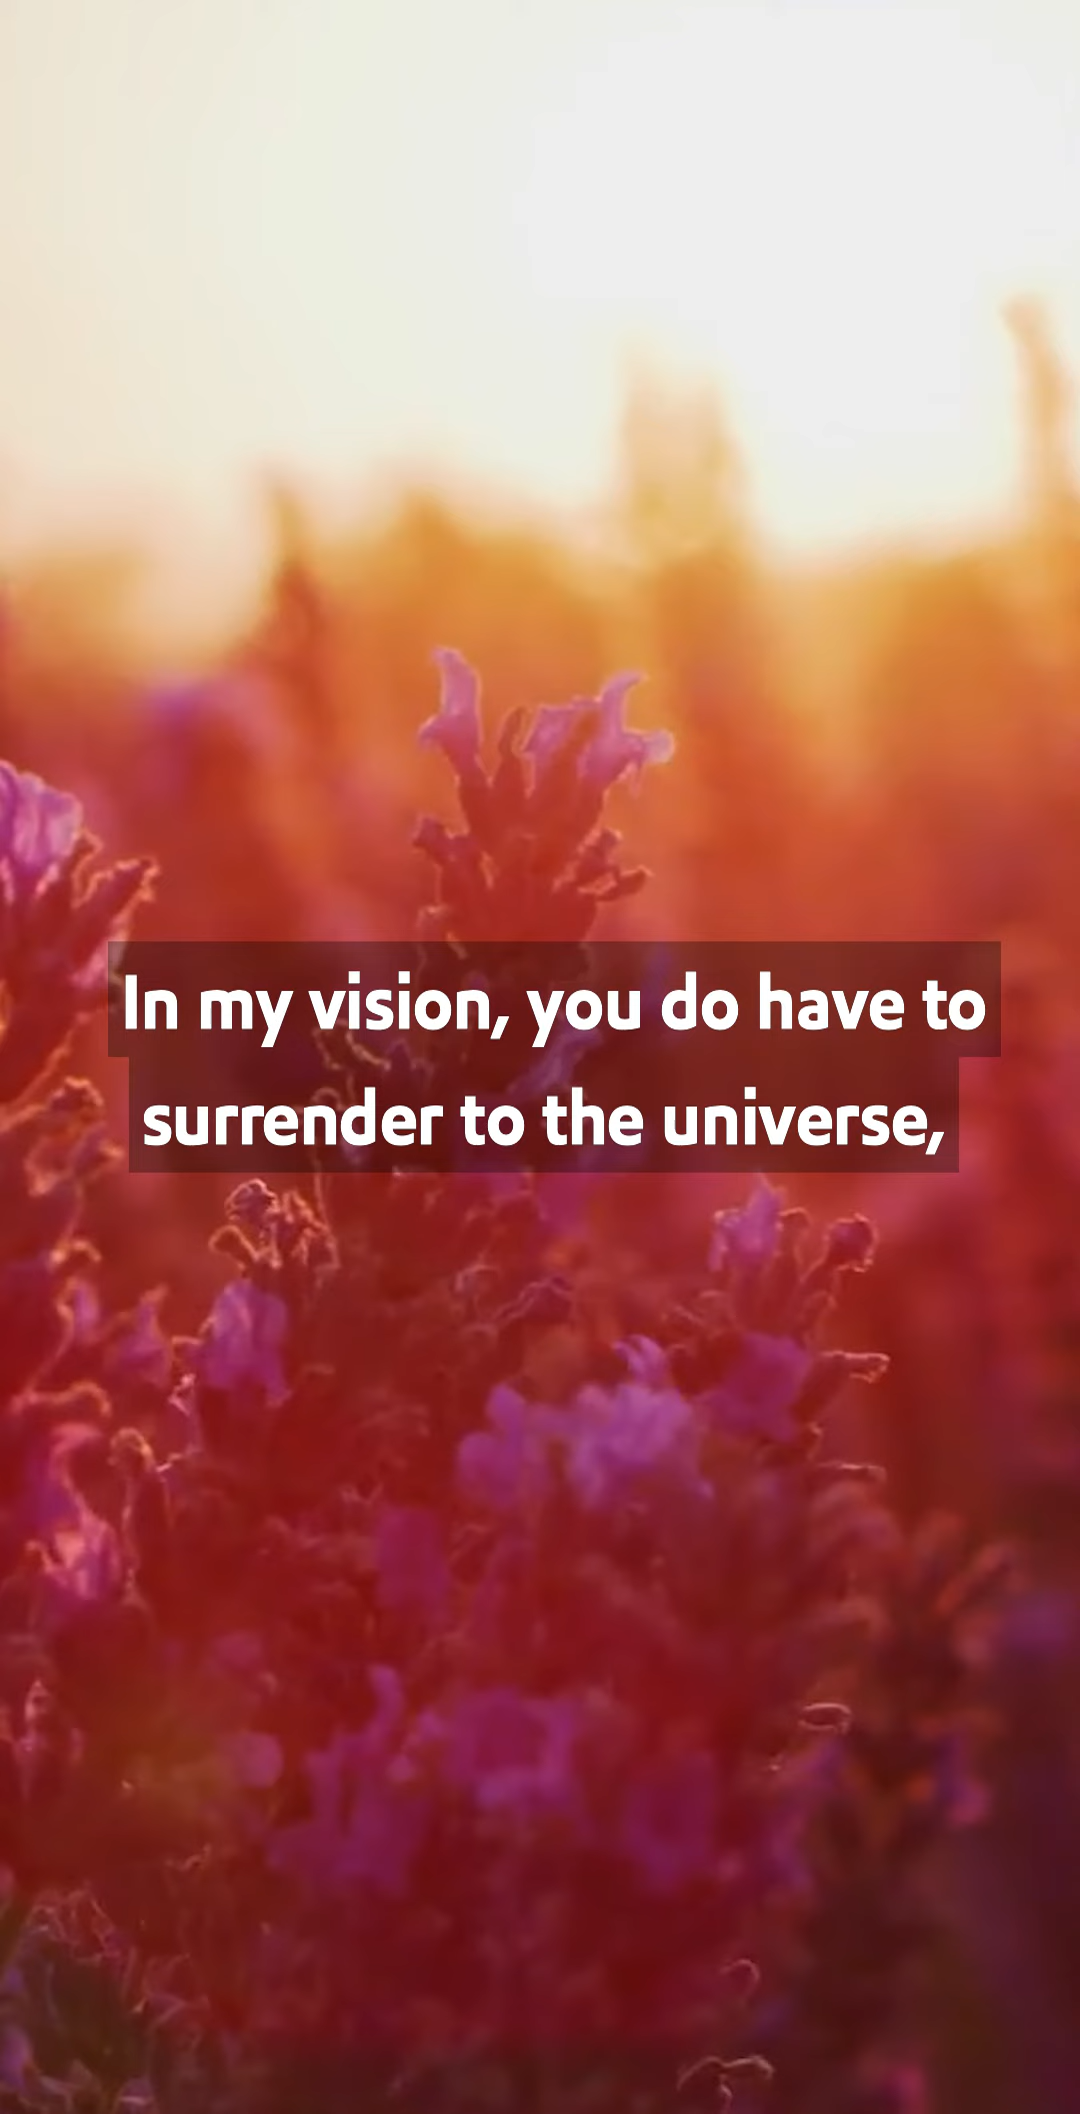 In my vision, you do have to
surrender to the universe,